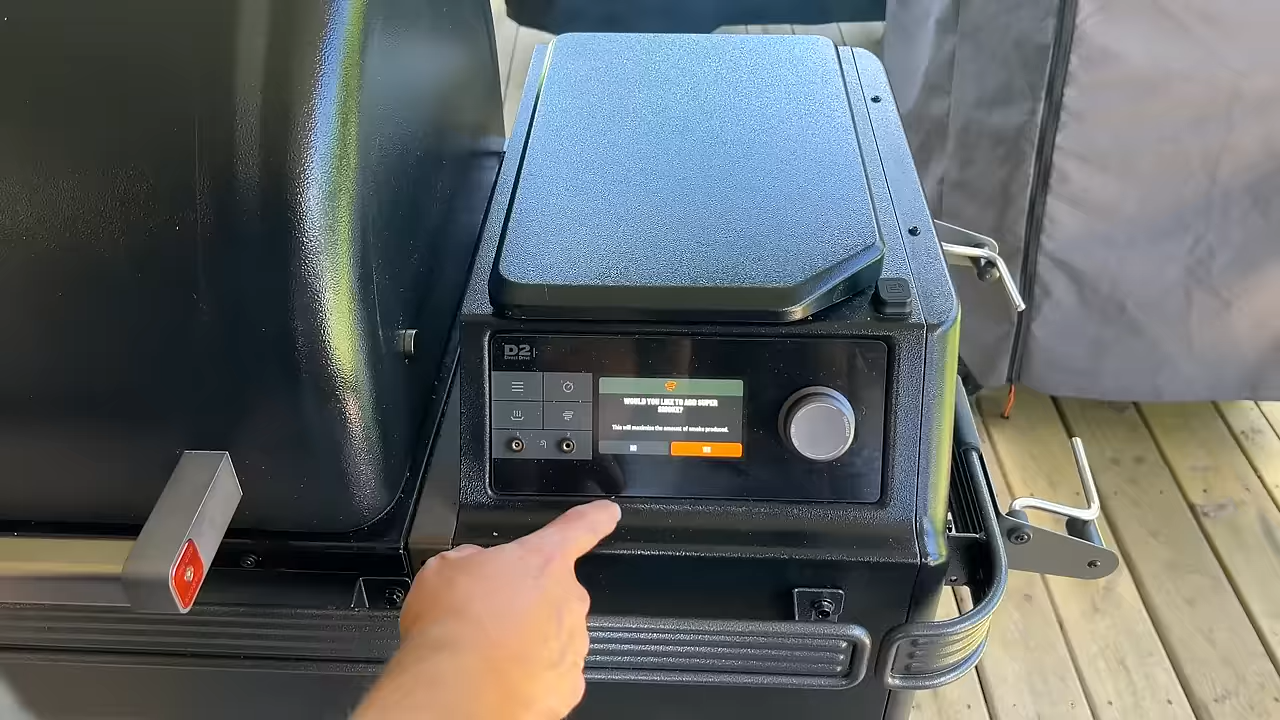 D2
Direct Drive
WOULD YOU LIKE TO ADD SUPER
SMOKE?
This will maximize the amount of smoke produced.